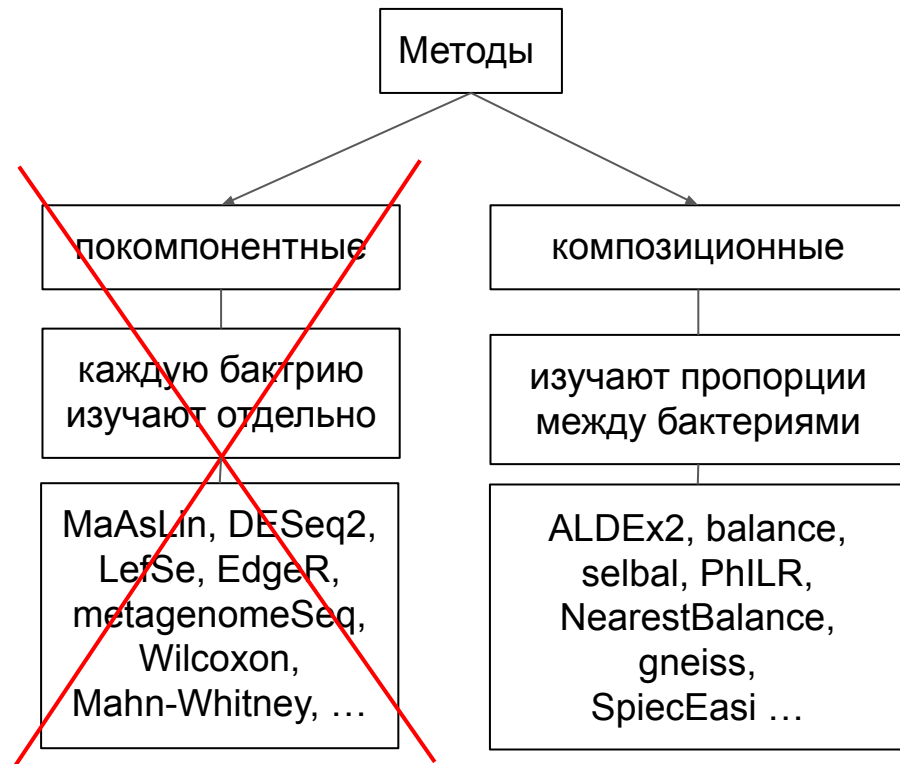 Методы
покомпонентные
композиционные
каждую бактрию
изучают отдельно
изучают пропорции
между бактериями
MaAsLin, DESeq2,
LefSe, EdgeR,
metagenomeSeq,
Wilcoxon,
Mahn-Whitney, …
ALDEx2, balance,
selbal, PhILR,
NearestBalance,
gneiss,
SpiecEasi …